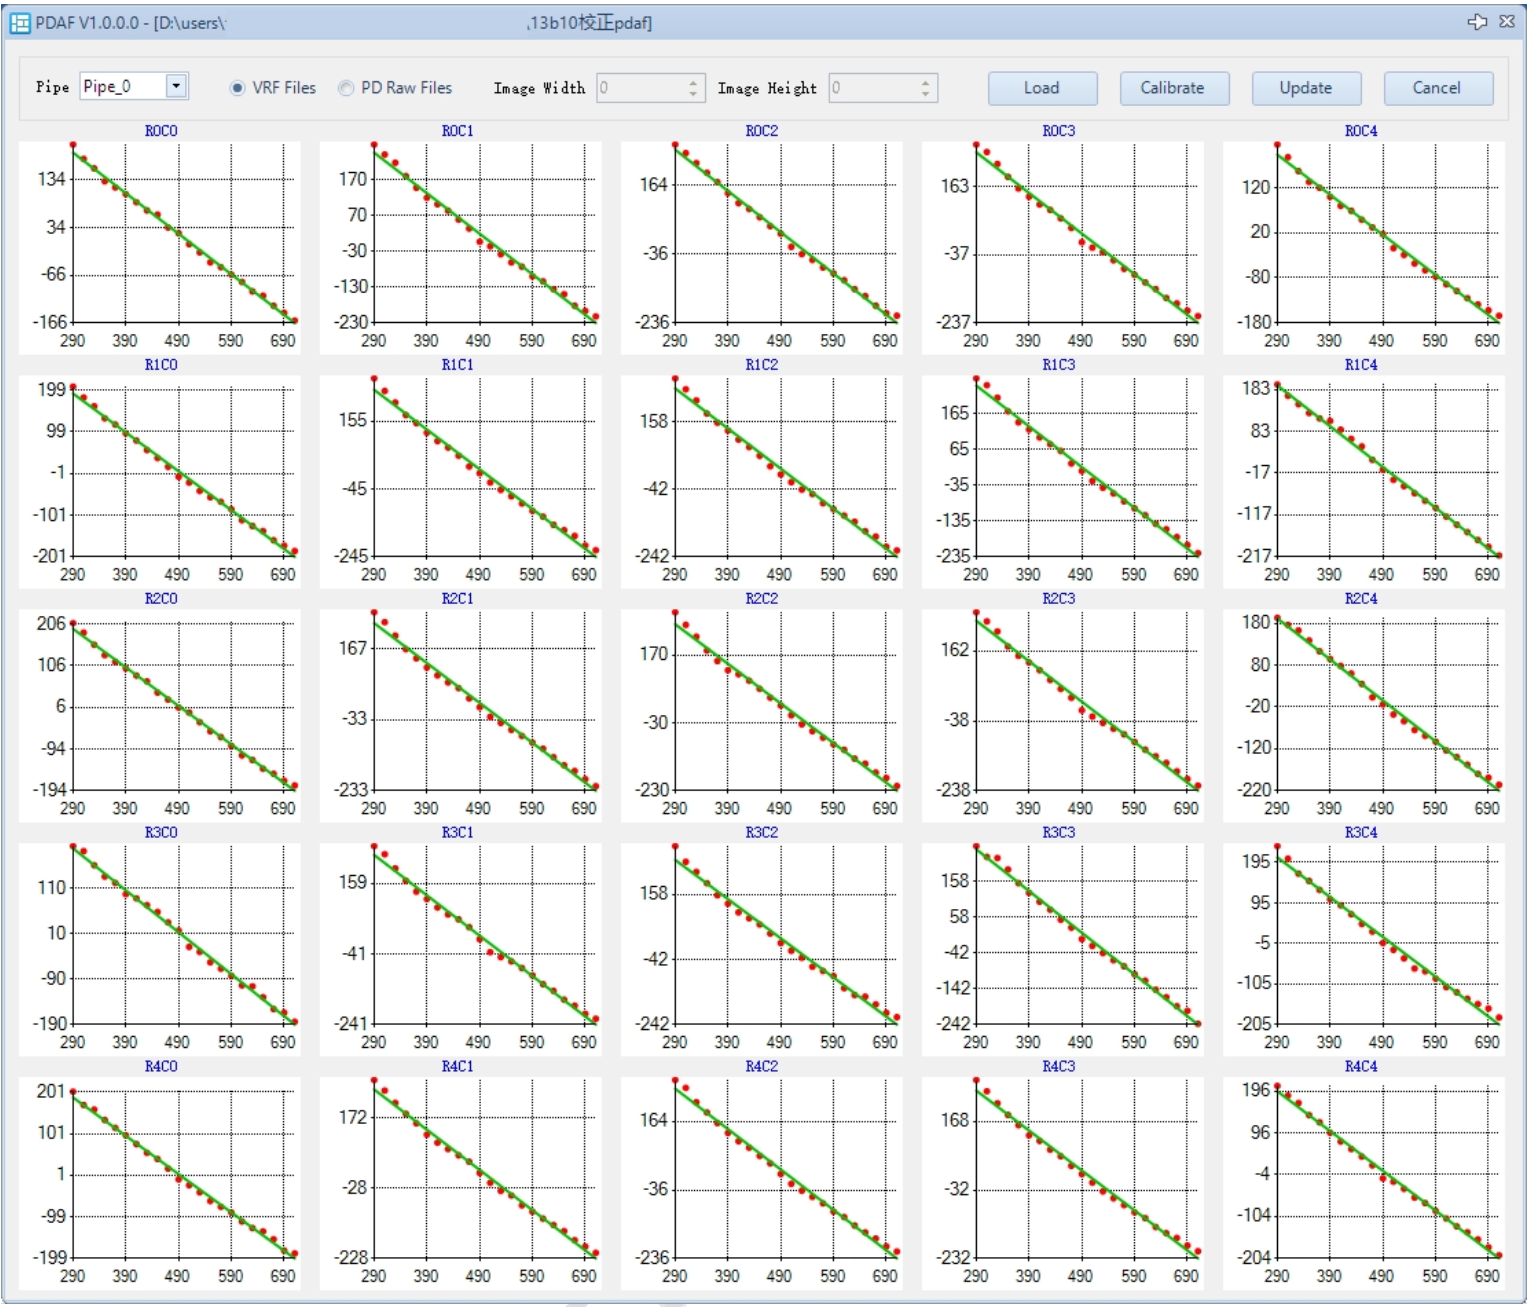 PDAF V1.0.0.0 - [D:\users\ 13b10校正pdaf]
Pipe Pipe_0 VRF Files PD Raw Files Image Width 0 Image Height 0 Load Calibrate Update Cancel
R0C0 R0C1 R0C2 R0C3 R0C4
134 34 -66 -166
290 390 490 590 690
170 70 -30 -130 -230
290 390 490 590 690
164 -36 -236
290 390 490 590 690
163 -37 -237
290 390 490 590 690
120 20 -80 -180
290 390 490 590 690
R1C0 R1C1 R1C2 R1C3 R1C4
199 99 -1 -101 -201
290 390 490 590 690
155 -45 -245
290 390 490 590 690
158 -42 -242
290 390 490 590 690
165 65 -35 -135 -235
290 390 490 590 690
183 83 -17 -117 -217
290 390 490 590 690
R2C0 R2C1 R2C2 R2C3 R2C4
206 106 6 -94 -194
290 390 490 590 690
167 -33 -233
290 390 490 590 690
170 -30 -230
290 390 490 590 690
162 -38 -238
290 390 490 590 690
180 80 -20 -120 -220
290 390 490 590 690
R3C0 R3C1 R3C2 R3C3 R3C4
110 10 -90 -190
290 390 490 590 690
159 -41 -241
290 390 490 590 690
158 -42 -242
290 390 490 590 690
158 58 -42 -142 -242
290 390 490 590 690
195 95 -5 -105 -205
290 390 490 590 690
R4C0 R4C1 R4C2 R4C3 R4C4
201 101 1 -99 -199
290 390 490 590 690
172 -28 -228
290 390 490 590 690
164 -36 -236
290 390 490 590 690
168 -32 -232
290 390 490 590 690
196 96 -4 -104 -204
290 390 490 590 690